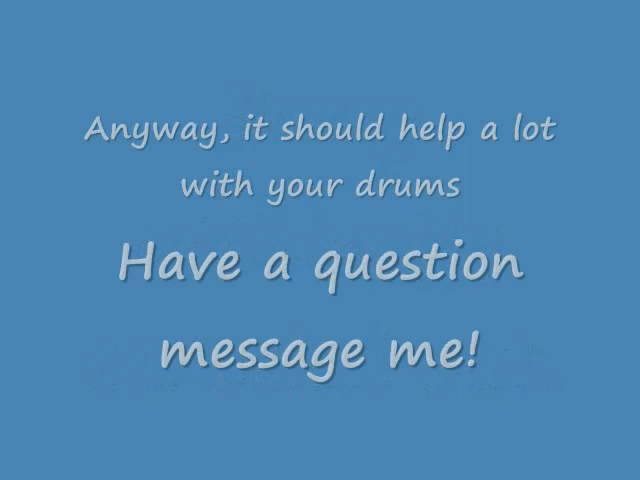 Anyway, it should help a lot
with your drums
Have a question
message me!